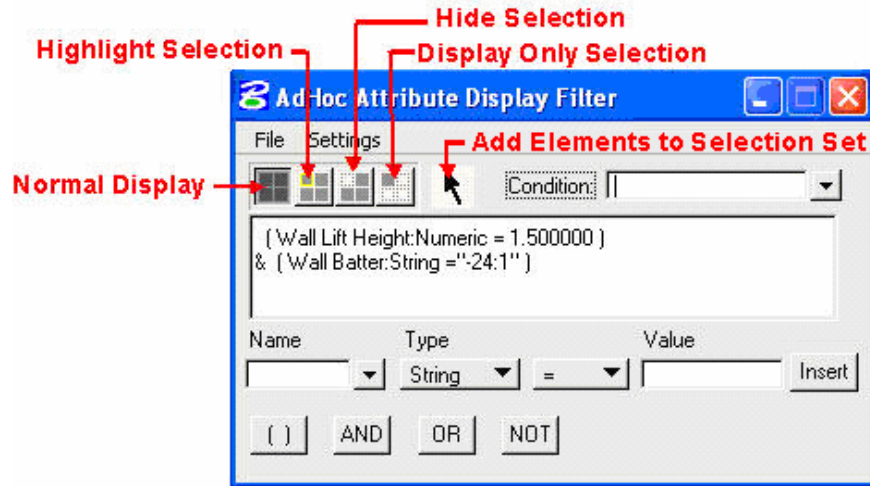 Hide Selection
Highlight Selection
Display Only Selection
AdHoc Attribute Display Filter
File Settings
Add Elements to Selection Set
Normal Display
Condition:
( Wall Lift Height:Numeric = 1.500000 )
& ( Wall Batter:String ="-24:1" )
Name Type Value
String = Insert
( ) AND OR NOT